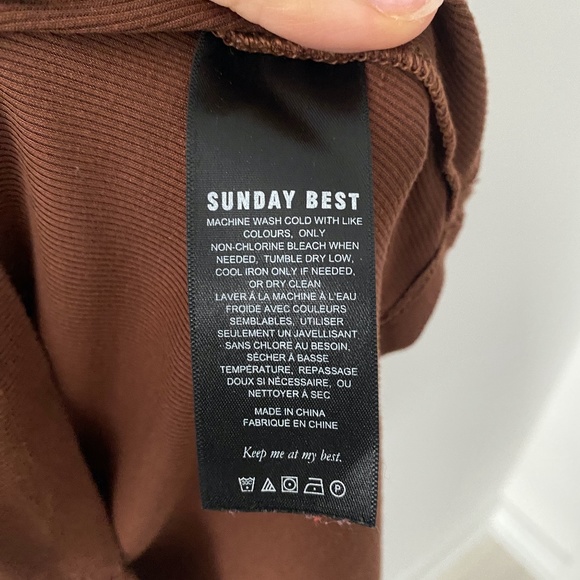 SUNDAY BEST
MACHINE WASH COLD WITH LIKE
COLOURS, ONLY
NON-CHLORINE BLEACH WHEN
NEEDED, TUMBLE DRY LOW,
COOL IRON ONLY IF NEEDED,
OR DRY CLEAN
LAVER À LA MACHINE À L'EAU
FROIDE AVEC COULEURS
SEMBLABLES, UTILISER
SEULEMENT UN JAVELLISANT
SANS CHLORE AU BESOIN,
SÉCHER À BASSE
TEMPÉRATURE, REPASSAGE
DOUX SI NÉCESSAIRE, OU
NETTOYER À SEC
MADE IN CHINA
FABRIQUÉ EN CHINE
Keep me at my best.
P